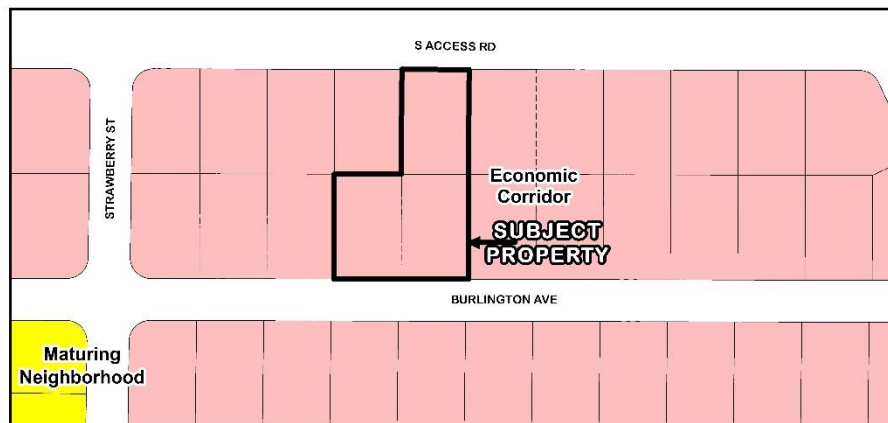 S ACCESS RD
STRAWBERRY ST
Economic
Corridor
SUBJECT
PROPERTY
BURLINGTON AVE
Maturing
Neighborhood